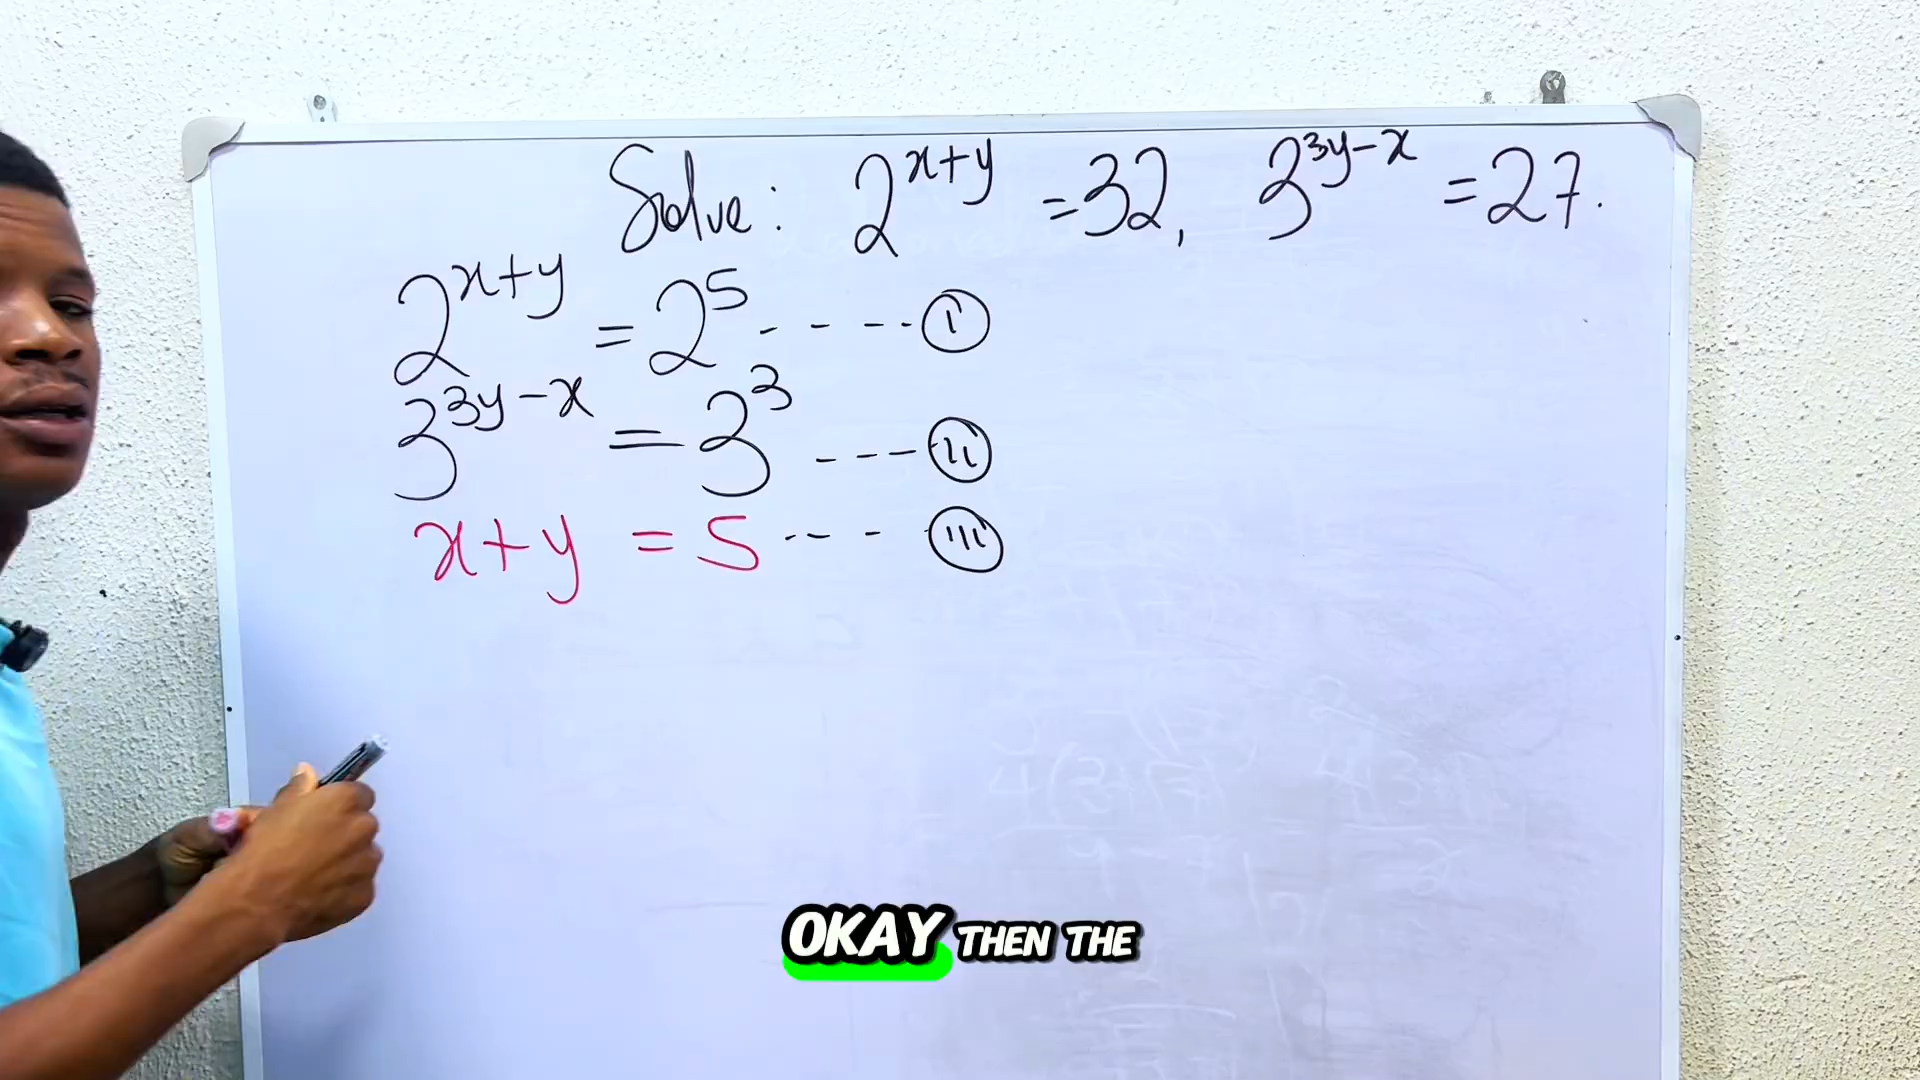 Solve: 2^{x+y} = 32, 3^{3y-x} = 27.
2^{x+y} = 2^5 ---- (i)
3^{3y-x} = 3^3 --- (ii)
x+y = 5 --- (iii)
OKAY THEN THE